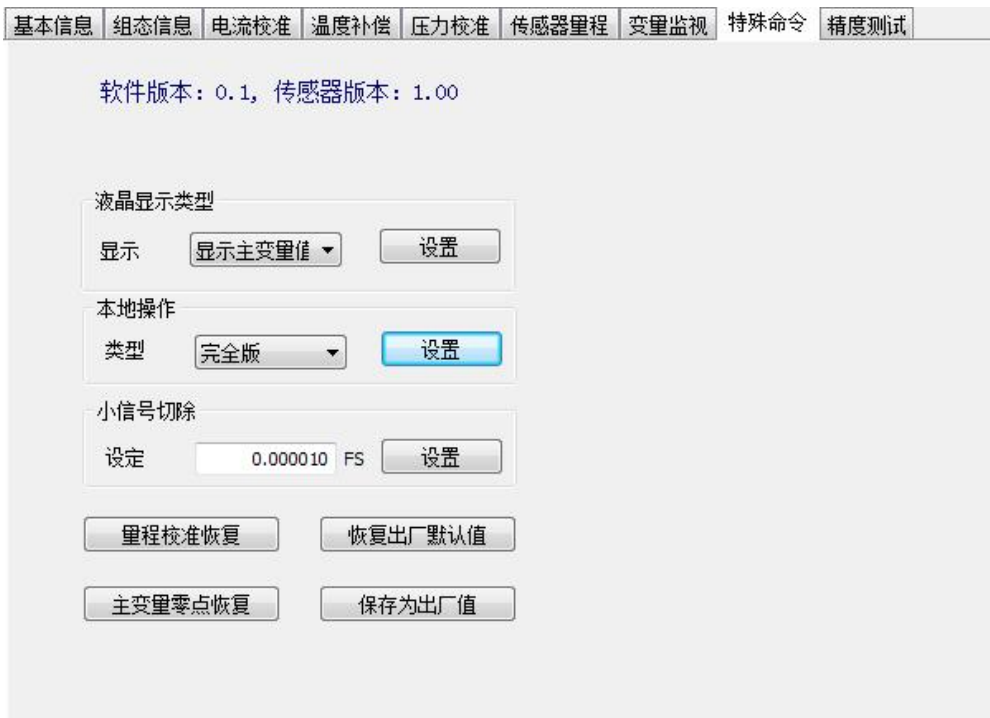 基本信息 组态信息 电流校准 温度补偿 压力校准 传感器量程 变量监视 特殊命令 精度测试
软件版本：0.1，传感器版本：1.00
液晶显示类型
显示 显示主变量值 设置
本地操作
类型 完全版 设置
小信号切除
设定 0.000010 FS 设置
量程校准恢复 恢复出厂默认值
主变量零点恢复 保存为出厂值